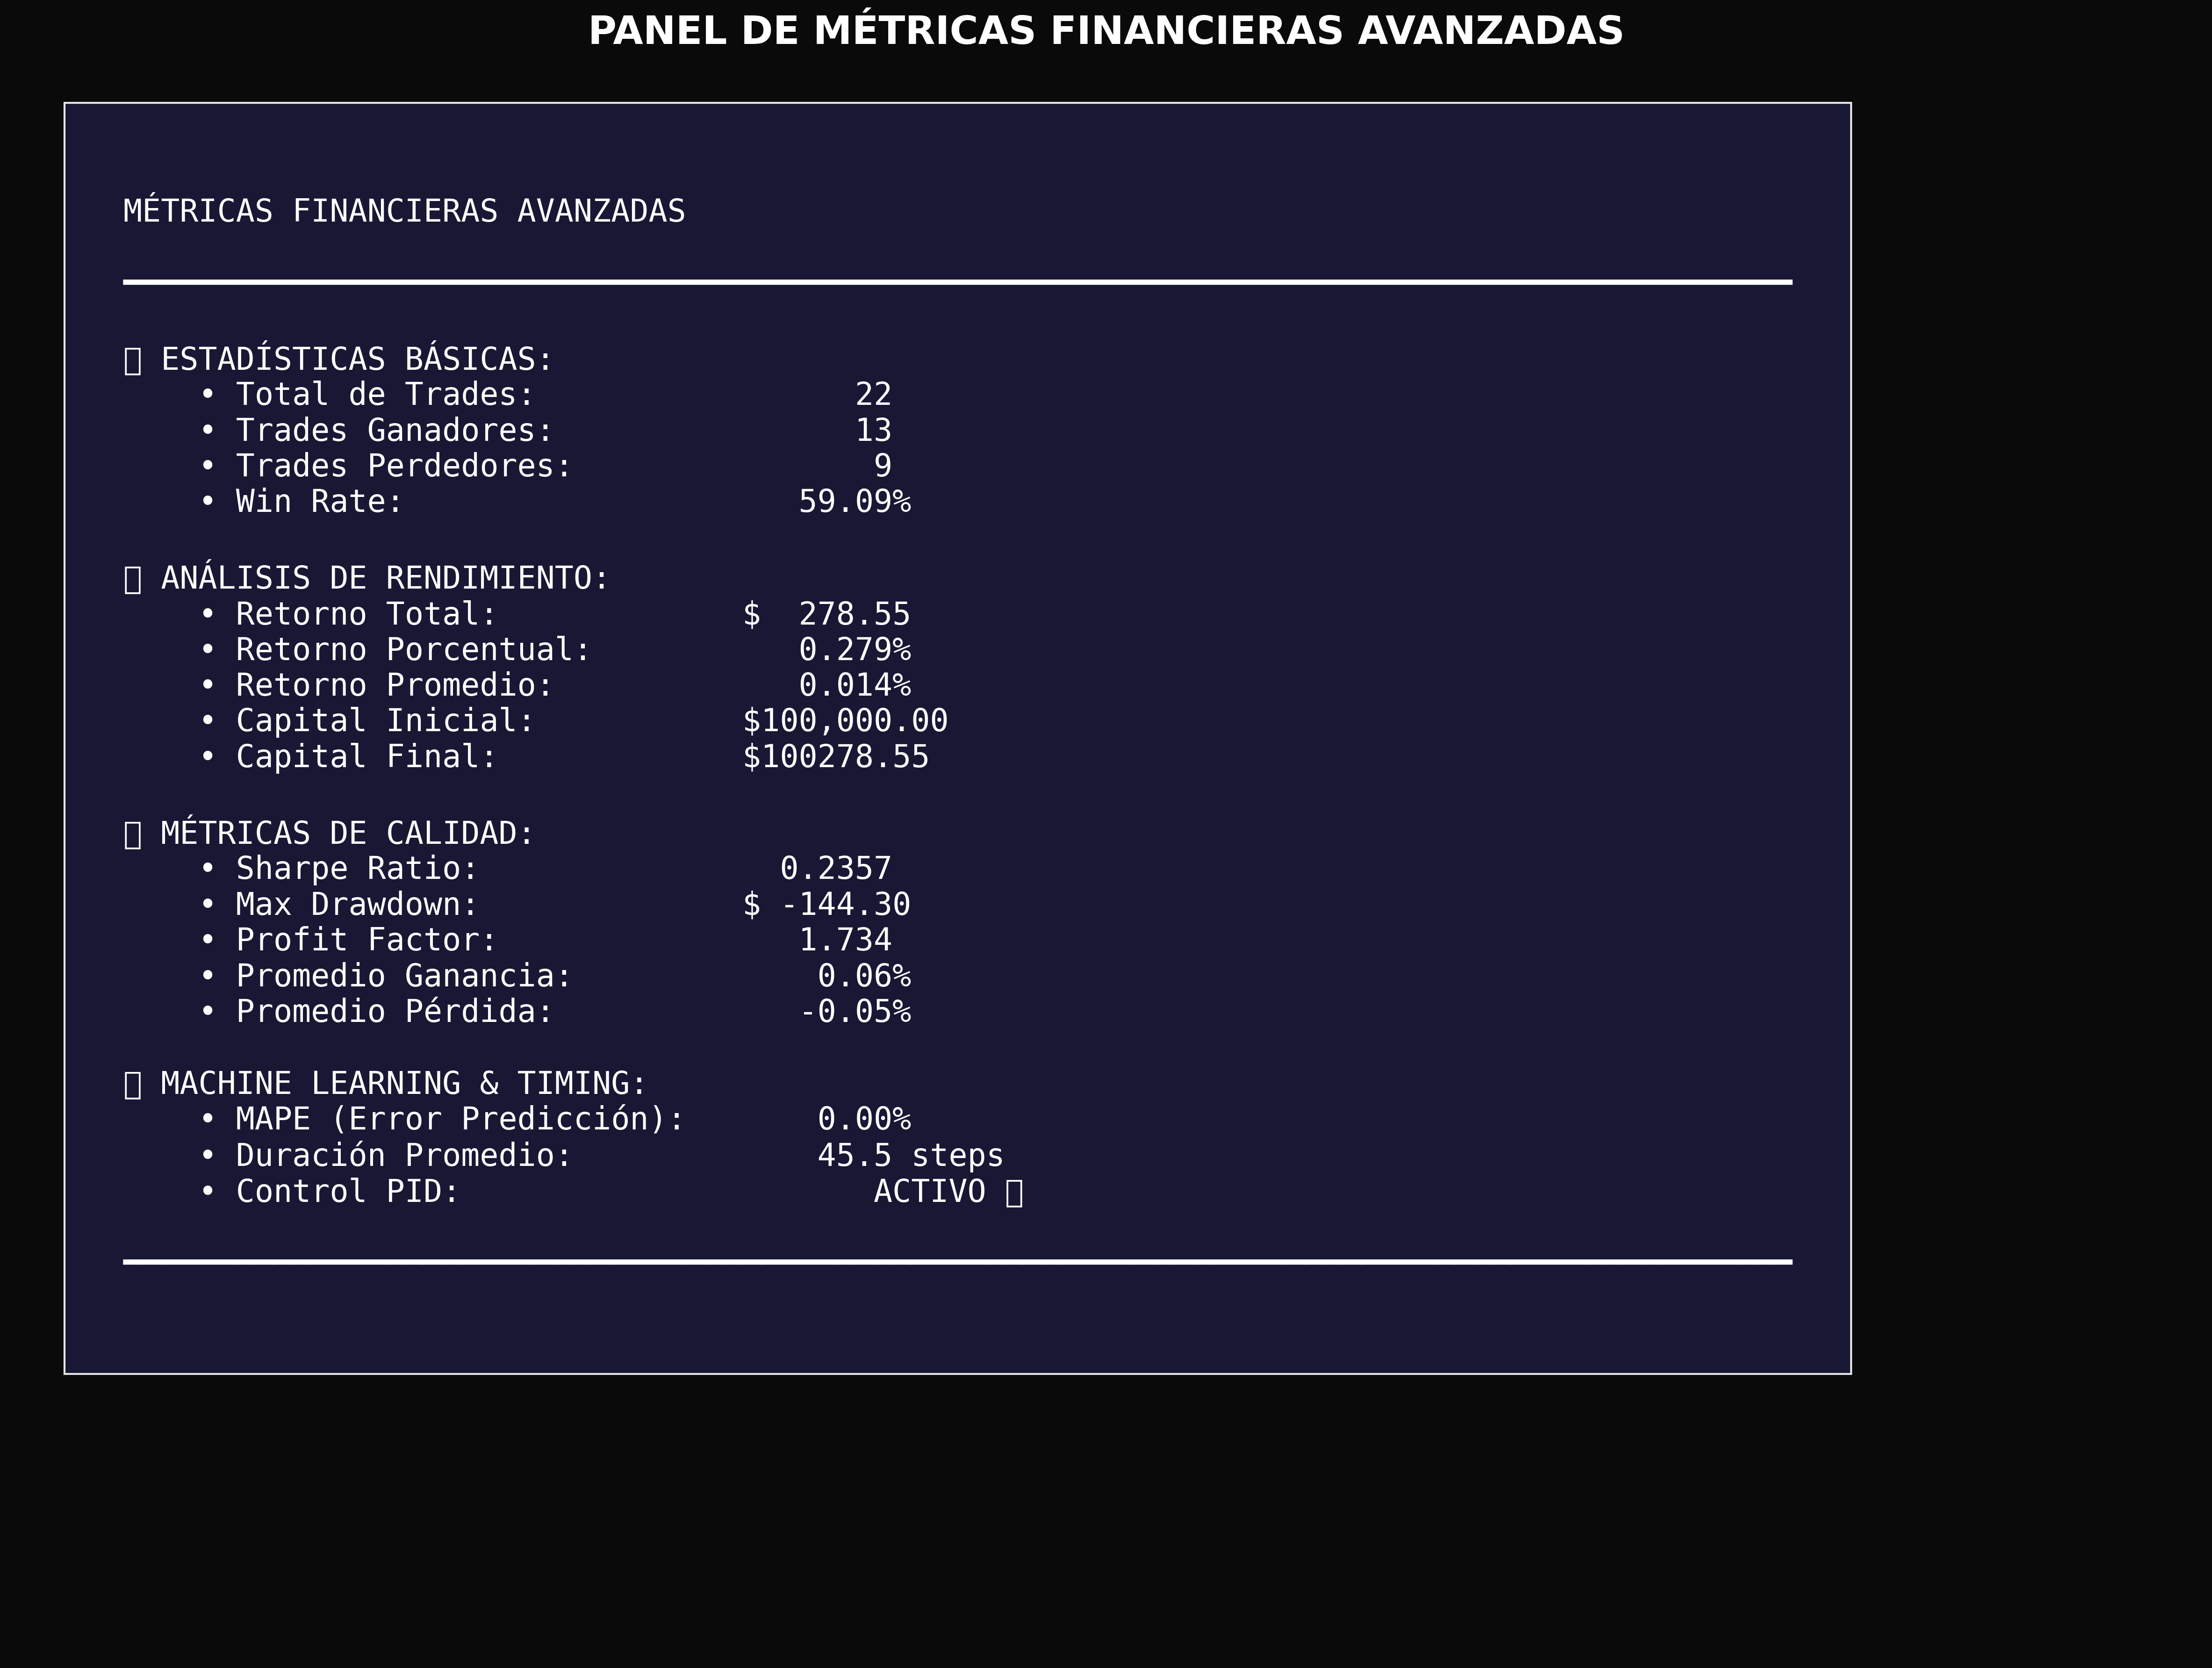 PANEL DE MÉTRICAS FINANCIERAS AVANZADAS
MÉTRICAS FINANCIERAS AVANZADAS
ESTADÍSTICAS BÁSICAS:
• Total de Trades: 22
• Trades Ganadores: 13
• Trades Perdedores: 9
• Win Rate: 59.09%
ANÁLISIS DE RENDIMIENTO:
• Retorno Total: $ 278.55
• Retorno Porcentual: 0.279%
• Retorno Promedio: 0.014%
• Capital Inicial: $100,000.00
• Capital Final: $100278.55
MÉTRICAS DE CALIDAD:
• Sharpe Ratio: 0.2357
• Max Drawdown: $ -144.30
• Profit Factor: 1.734
• Promedio Ganancia: 0.06%
• Promedio Pérdida: -0.05%
MACHINE LEARNING & TIMING:
• MAPE (Error Predicción): 0.00%
• Duración Promedio: 45.5 steps
• Control PID: ACTIVO